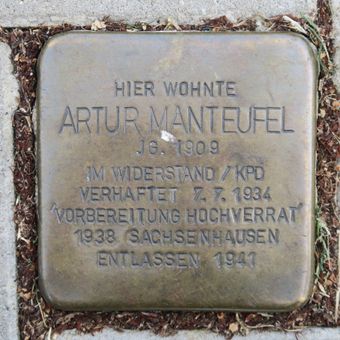 HIER WOHNTE
ARTUR MANTEUFEL
JG. 1909
IM WIDERSTAND / KPD
VERHAFTET 7. 7. 1934
'VORBEREITUNG HOCHVERRAT'
1938 SACHSENHAUSEN
ENTLASSEN 1941